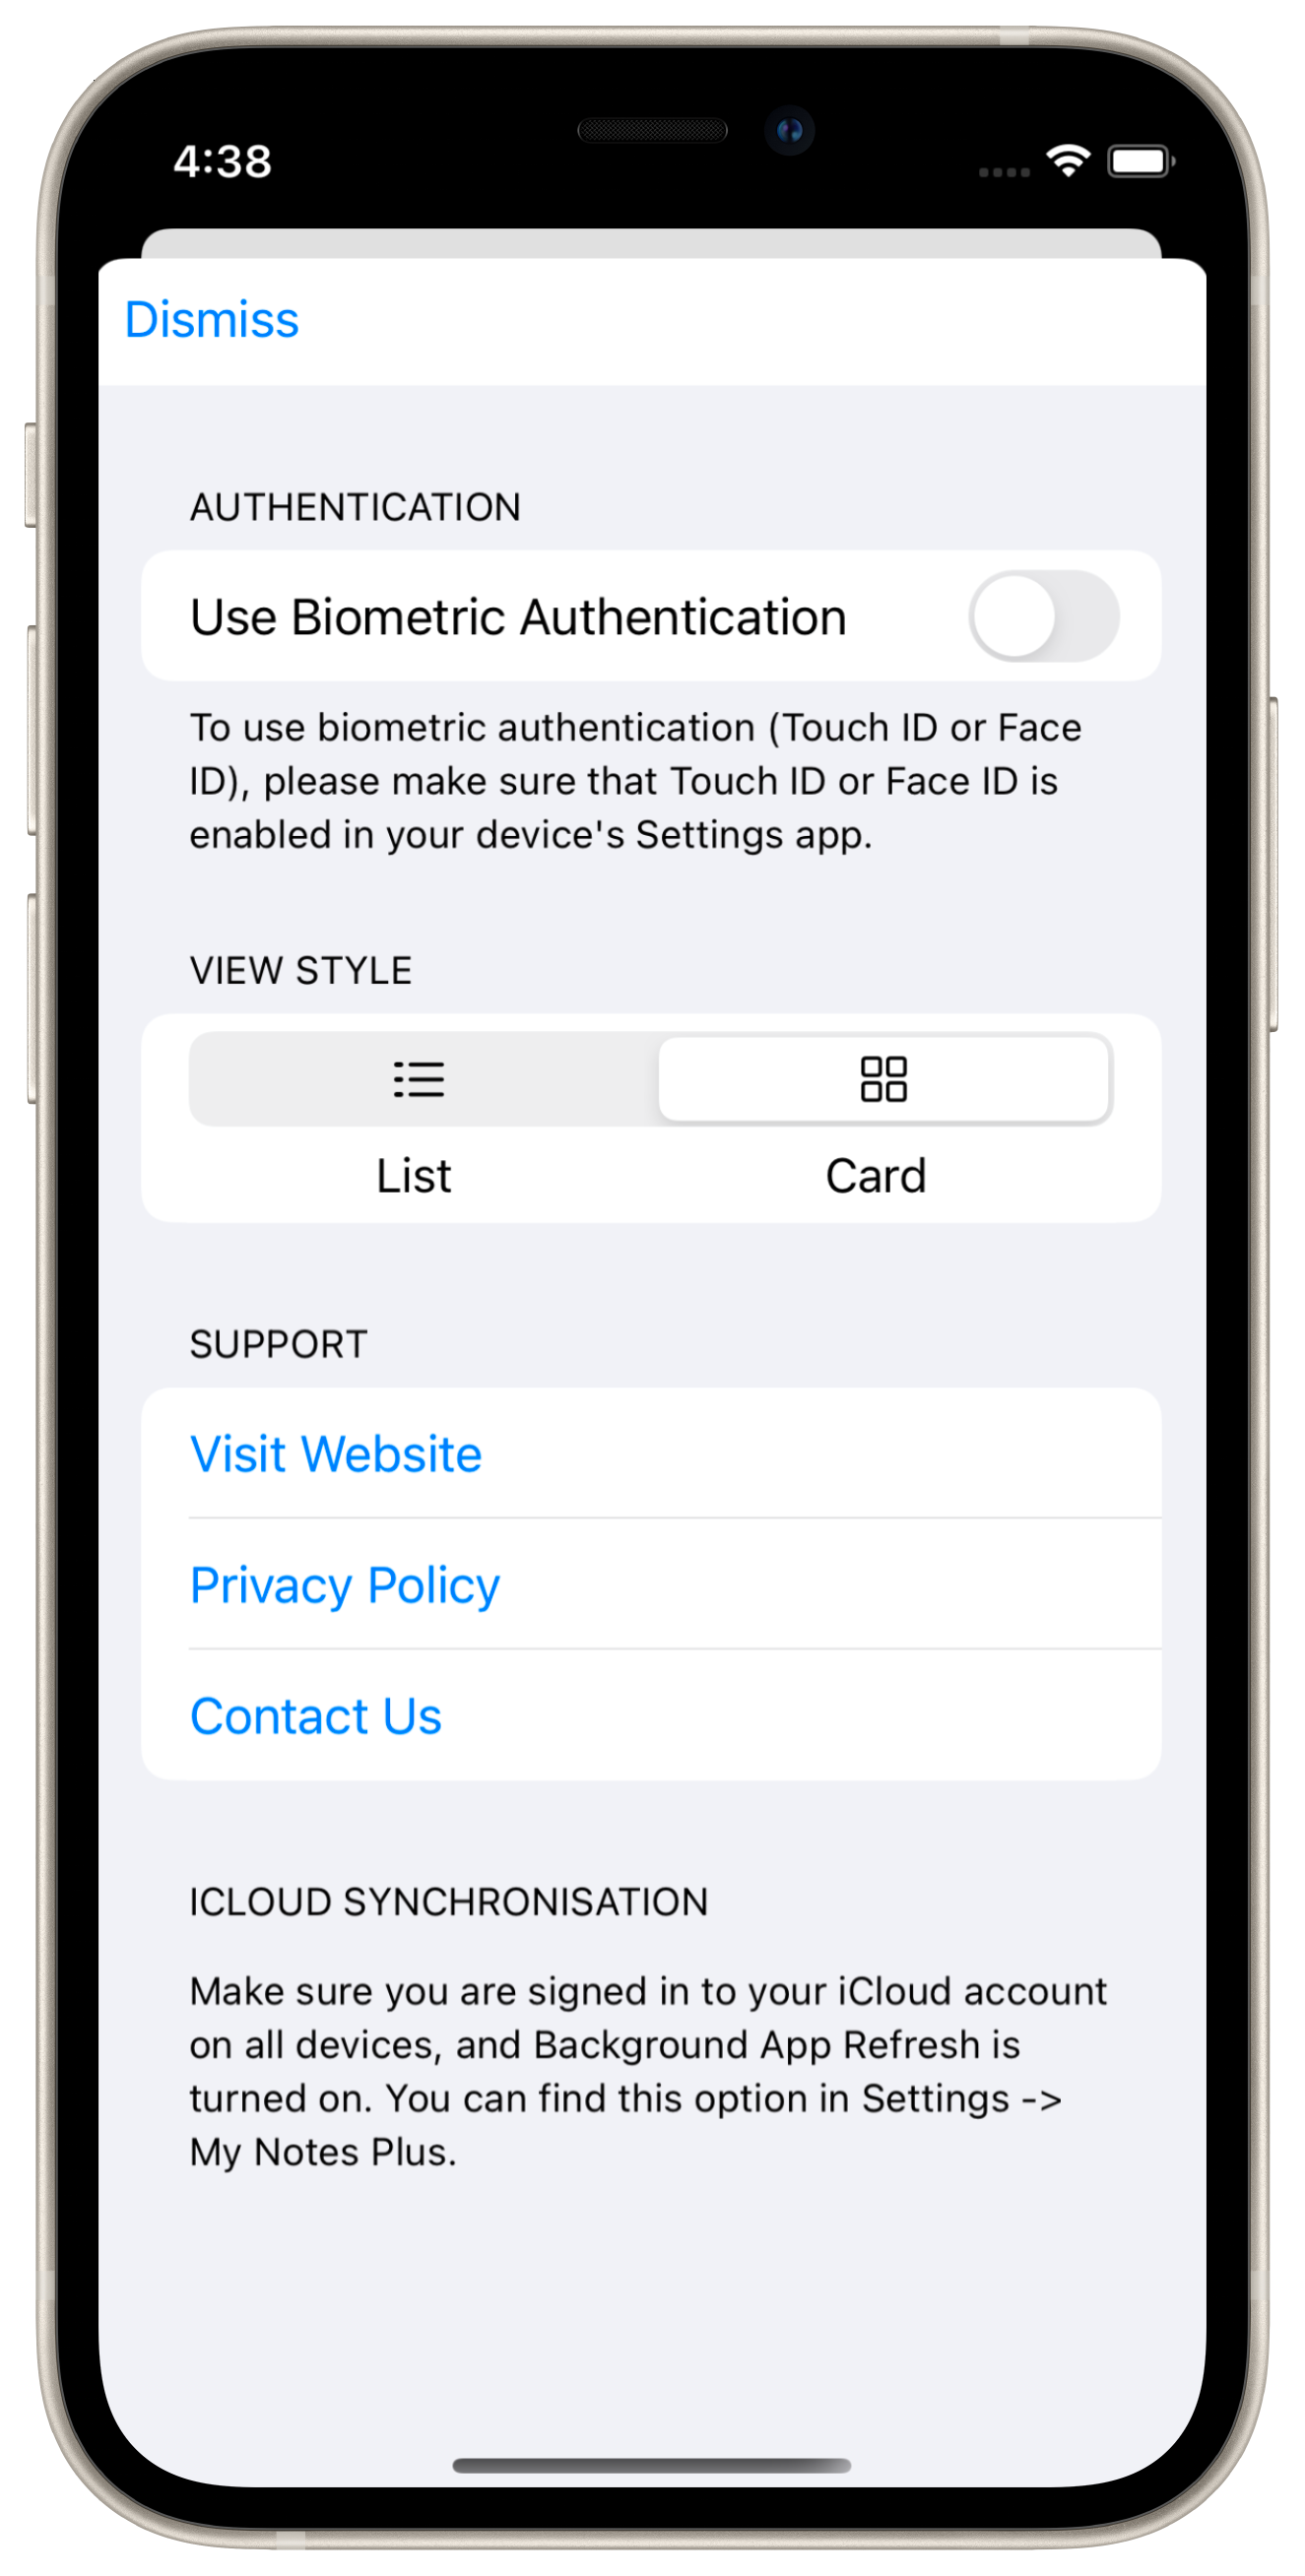 4:38
Dismiss
AUTHENTICATION
Use Biometric Authentication
To use biometric authentication (Touch ID or Face
ID), please make sure that Touch ID or Face ID is
enabled in your device's Settings app.
VIEW STYLE
List
Card
SUPPORT
Visit Website
Privacy Policy
Contact Us
ICLOUD SYNCHRONISATION
Make sure you are signed in to your iCloud account
on all devices, and Background App Refresh is
turned on. You can find this option in Settings ->
My Notes Plus.